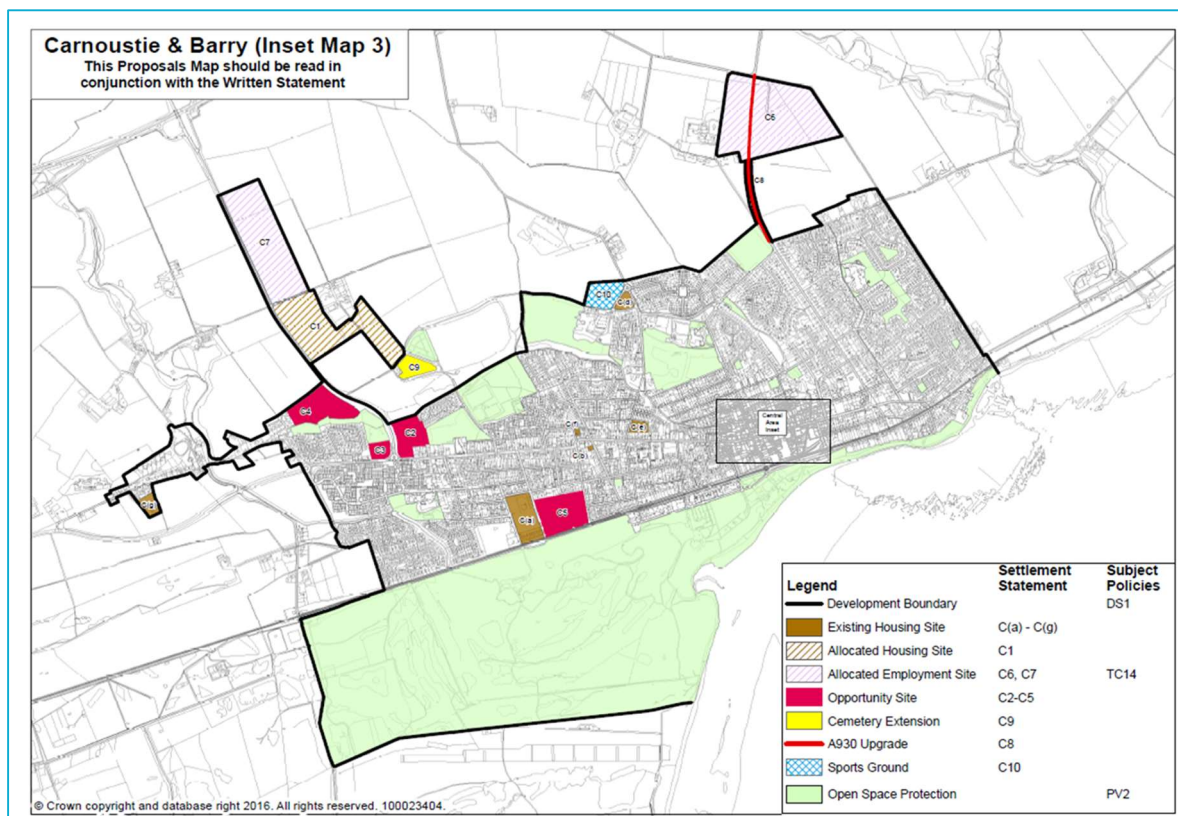 Carnoustie & Barry (Inset Map 3)
This Proposals Map should be read in
conjunction with the Written Statement
C6
C8
C7
C10
C(d)
C1
C9
C4
C2
C3
C(f)
C(e)
C(b)
Central
Area
Inset
C(g)
C(a)
C5
Legend Settlement Statement Subject Policies
Development Boundary DS1
Existing Housing Site C(a) - C(g)
Allocated Housing Site C1
Allocated Employment Site C6, C7 TC14
Opportunity Site C2-C5
Cemetery Extension C9
A930 Upgrade C8
Sports Ground C10
Open Space Protection PV2
© Crown copyright and database right 2016. All rights reserved. 100023404.